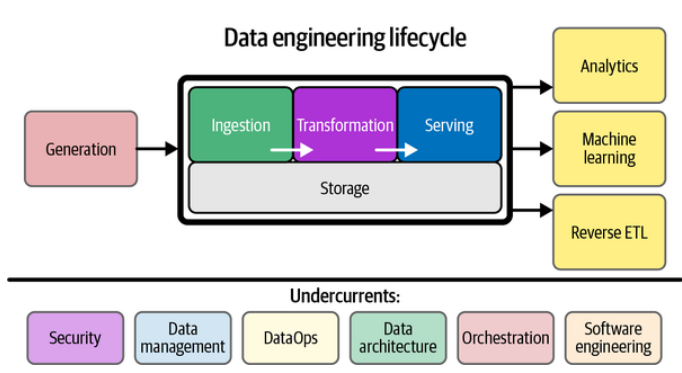 Data engineering lifecycle
Generation
Ingestion
Transformation
Serving
Storage
Analytics
Machine
learning
Reverse ETL
Undercurrents:
Security
Data
management
DataOps
Data
architecture
Orchestration
Software
engineering